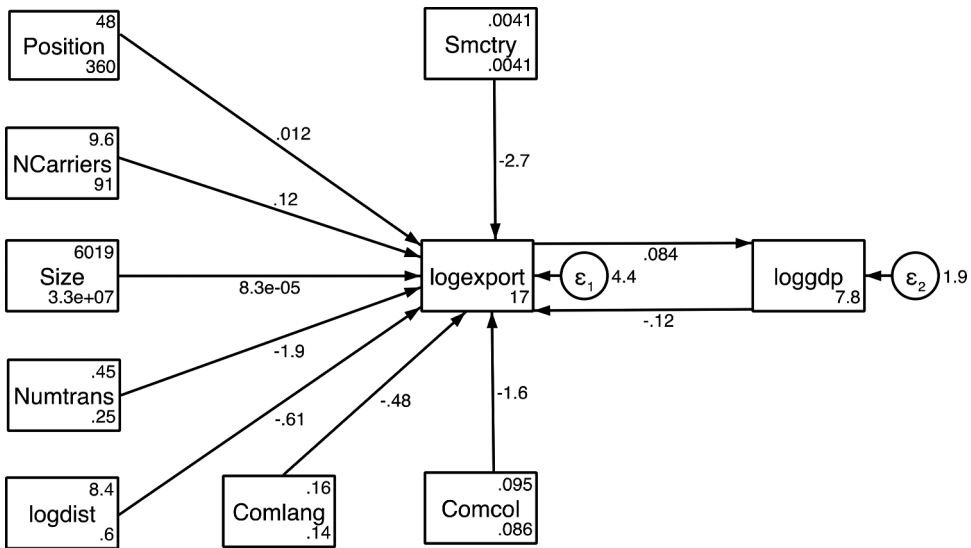 48
Position
360
.0041
Smctry
.0041
.012
9.6
NCarriers
91
-2.7
.12
6019
Size
3.3e+07
8.3e-05
logexport
17
ε1
4.4
.084
-.12
loggdp
7.8
ε2
1.9
.45
Numtrans
.25
-1.9
-.61
-.48
-1.6
8.4
logdist
.6
.16
Comlang
.14
.095
Comcol
.086